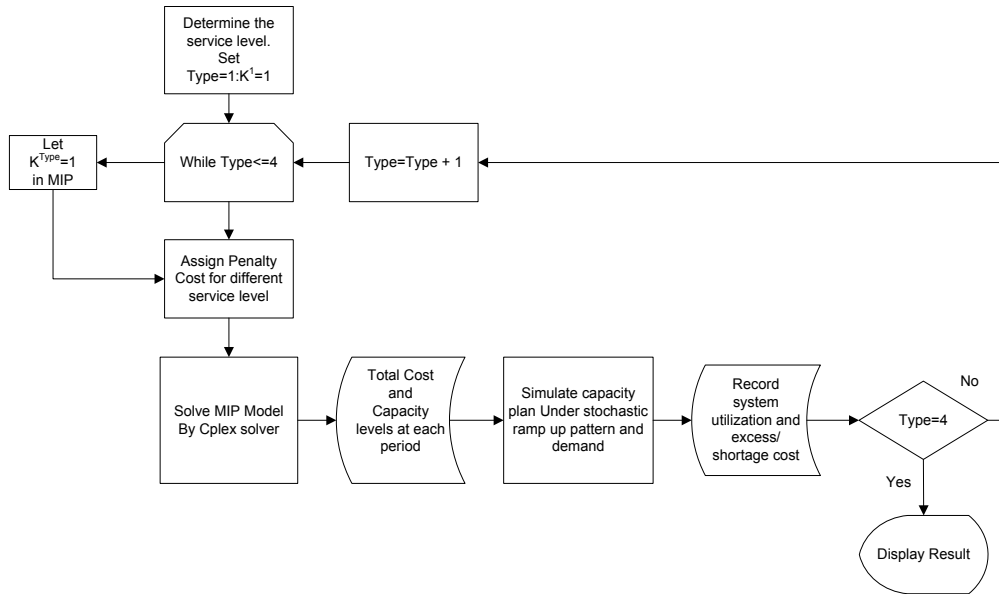 Determine the
service level.
Set
Type=1:K¹=1
Let
K^Type=1
in MIP
While Type<=4
Type=Type + 1
Assign Penalty
Cost for different
service level
Solve MIP Model
By Cplex solver
Total Cost
and
Capacity
levels at each
period
Simulate capacity
plan Under stochastic
ramp up pattern and
demand
Record
system
utilization and
excess/
shortage cost
Type=4
No
Yes
Display Result